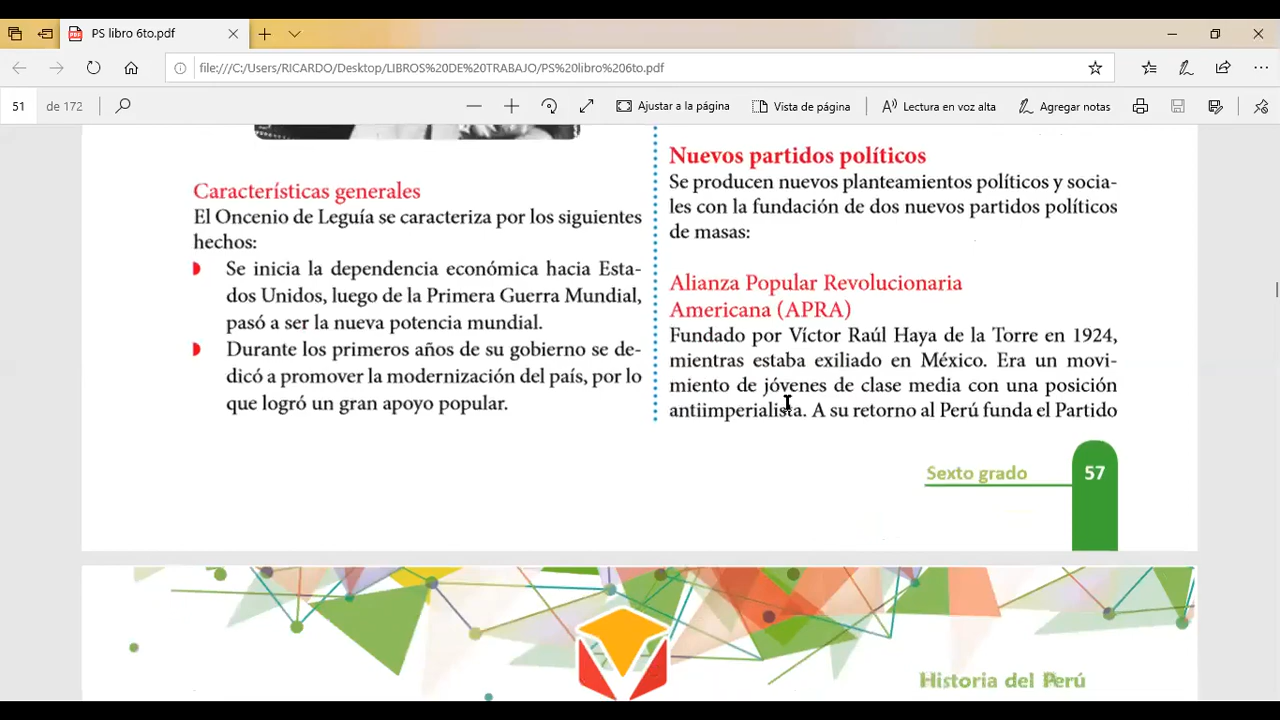 PS libro 6to.pdf
file:///C:/Users/RICARDO/Desktop/LIBROS%20DE%20TRABAJO/PS%20libro%206to.pdf
51 de 172
Ajustar a la página
Vista de página
Lectura en voz alta
Agregar notas
Características generales
El Oncenio de Leguía se caracteriza por los siguientes
hechos:
Se inicia la dependencia económica hacia Esta-
dos Unidos, luego de la Primera Guerra Mundial,
pasó a ser la nueva potencia mundial.
Durante los primeros años de su gobierno se de-
dicó a promover la modernización del país, por lo
que logró un gran apoyo popular.
Nuevos partidos políticos
Se producen nuevos planteamientos políticos y socia-
les con la fundación de dos nuevos partidos políticos
de masas:
Alianza Popular Revolucionaria
Americana (APRA)
Fundado por Víctor Raúl Haya de la Torre en 1924,
mientras estaba exiliado en México. Era un movi-
miento de jóvenes de clase media con una posición
antiimperialista. A su retorno al Perú funda el Partido
Sexto grado
57
Historia del Perú